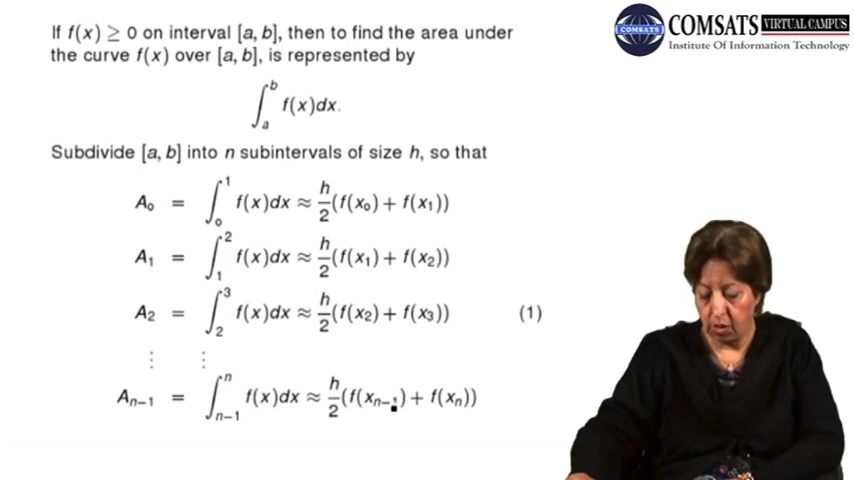 If f(x) ≥ 0 on interval [a, b], then to find the area under
the curve f(x) over [a, b], is represented by
∫_a^b f(x)dx.
Subdivide [a, b] into n subintervals of size h, so that
A₀ = ∫_0^1 f(x)dx ≈ h/2 (f(x₀) + f(x₁))
A₁ = ∫_1^2 f(x)dx ≈ h/2 (f(x₁) + f(x₂))
A₂ = ∫_2^3 f(x)dx ≈ h/2 (f(x₂) + f(x₃)) (1)
⋮ ⋮
Aₙ₋₁ = ∫_{n−1}^n f(x)dx ≈ h/2 (f(xₙ₋₁) + f(xₙ))
COMSATS
COMSATS VIRTUAL CAMPUS
Institute Of Information Technology